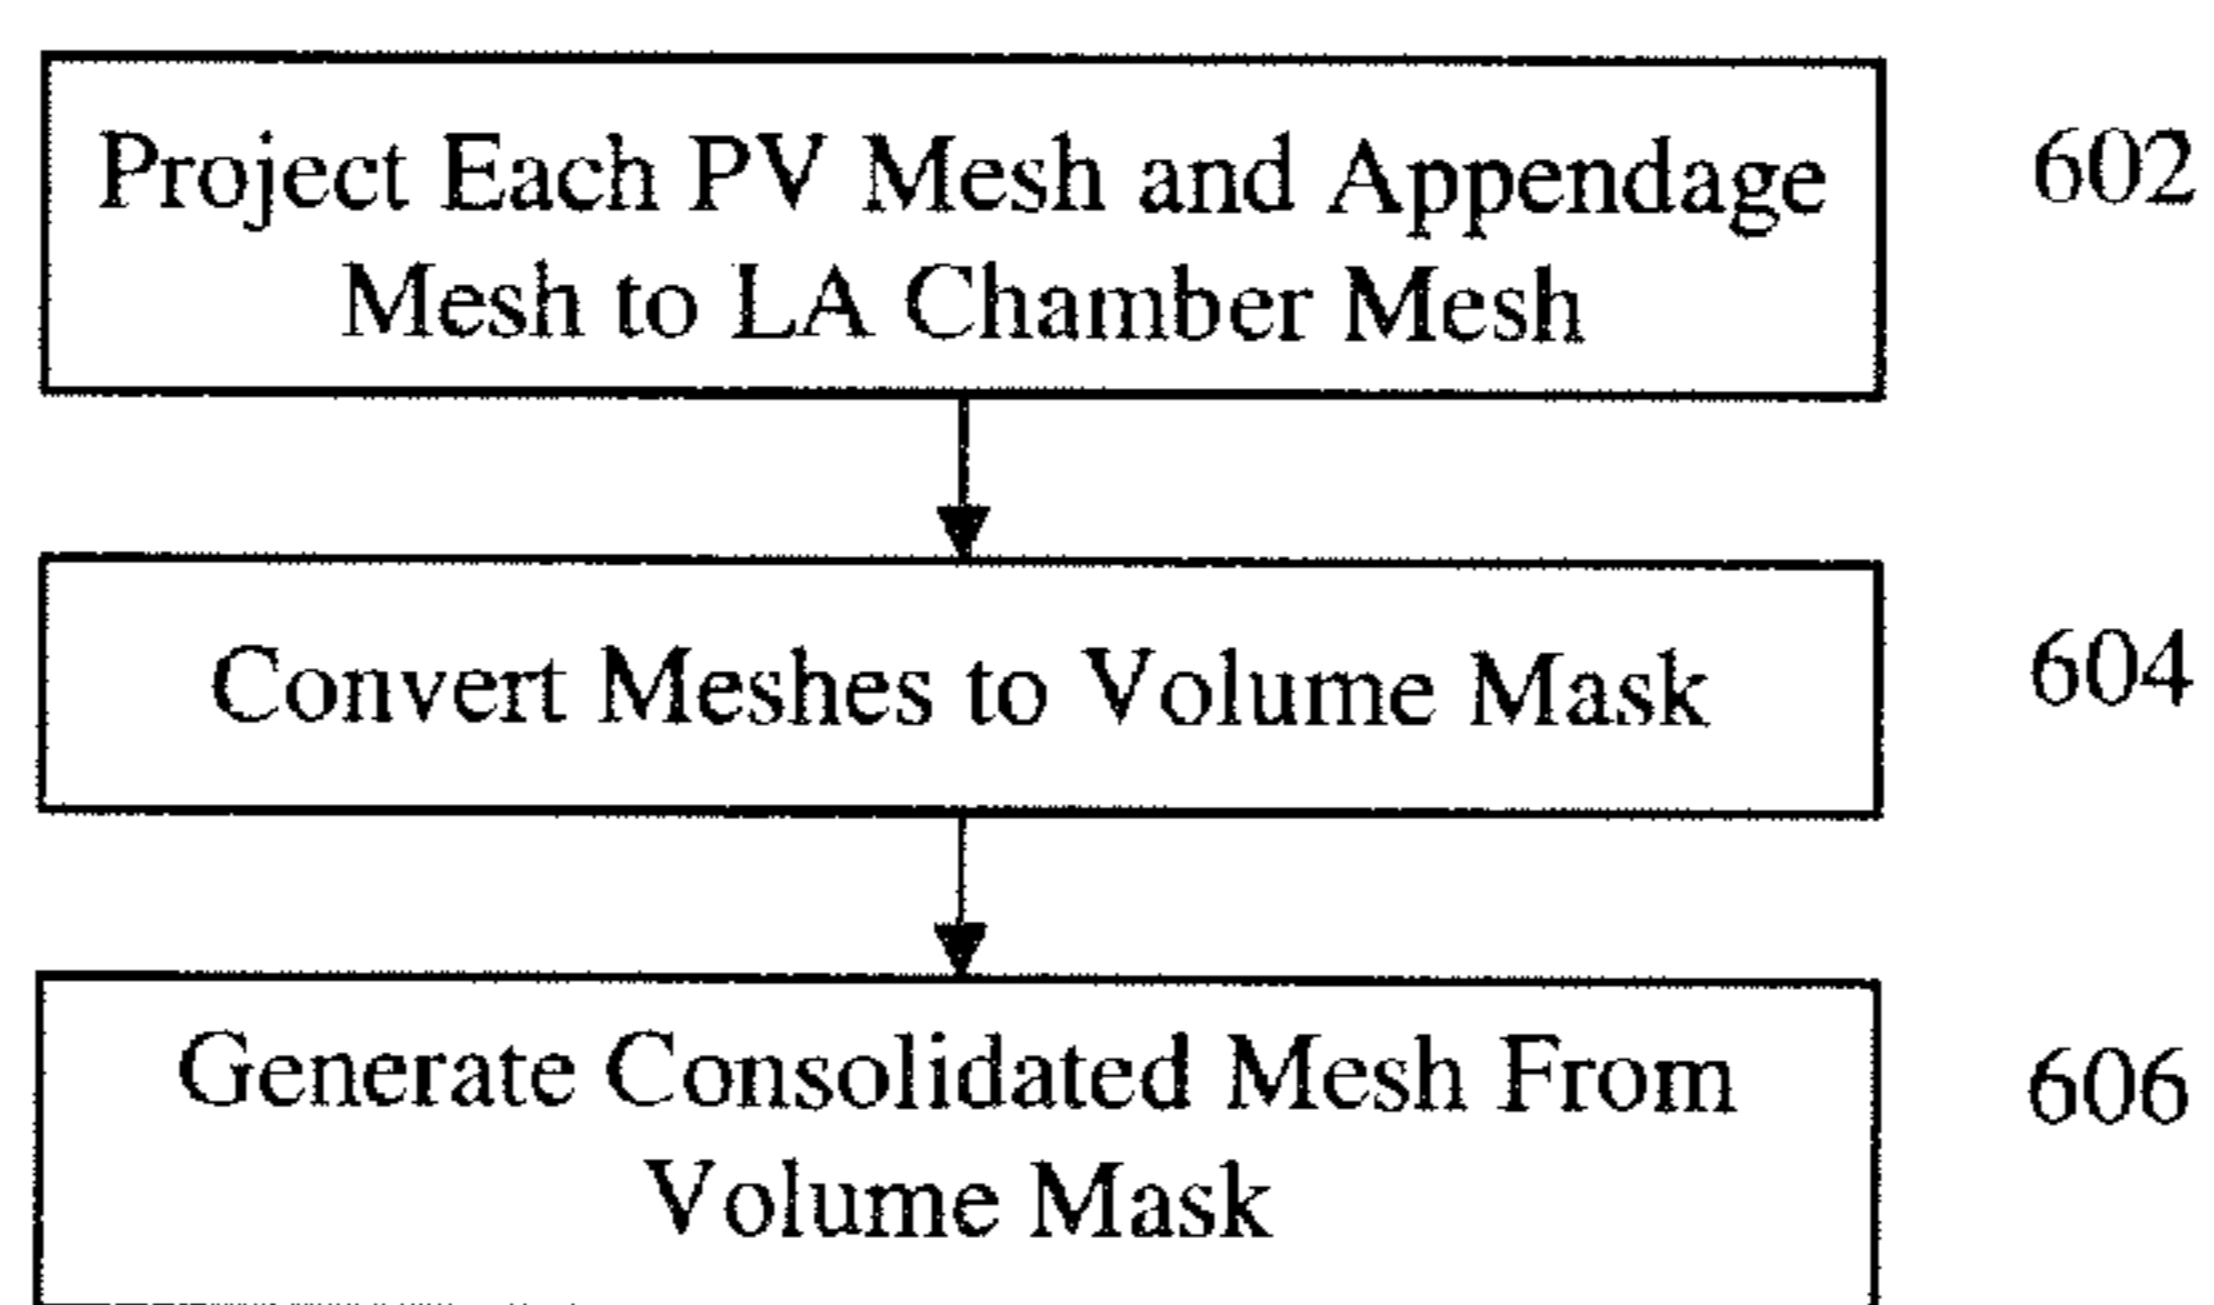 Project Each PV Mesh and Appendage
Mesh to LA Chamber Mesh
602
Convert Meshes to Volume Mask
604
Generate Consolidated Mesh From
Volume Mask
606